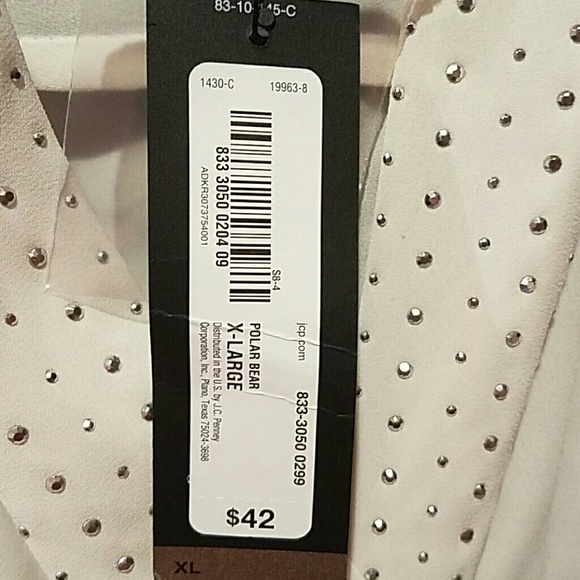 83-10-145-C
1430-C 19963-8
833 3050 0204 09
ADKR3073754001
S8-4
jcp.com 833-3050 0299
POLAR BEAR
X-LARGE
Distributed in the U.S. by J.C. Penney
Corporation, Inc., Plano, Texas 75024-3698
$42
XL